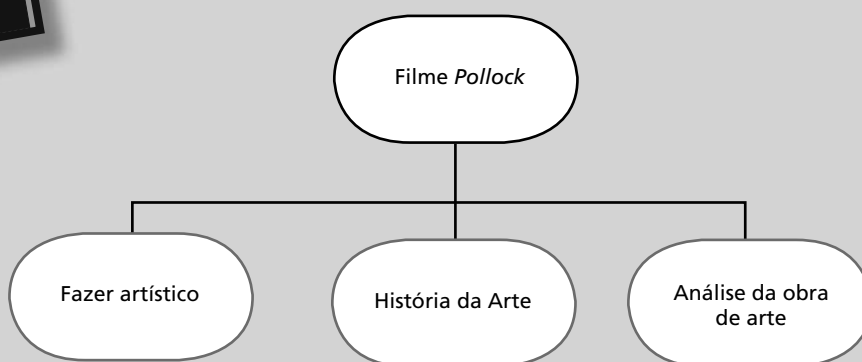 Filme Pollock
Fazer artístico
História da Arte
Análise da obra
de arte